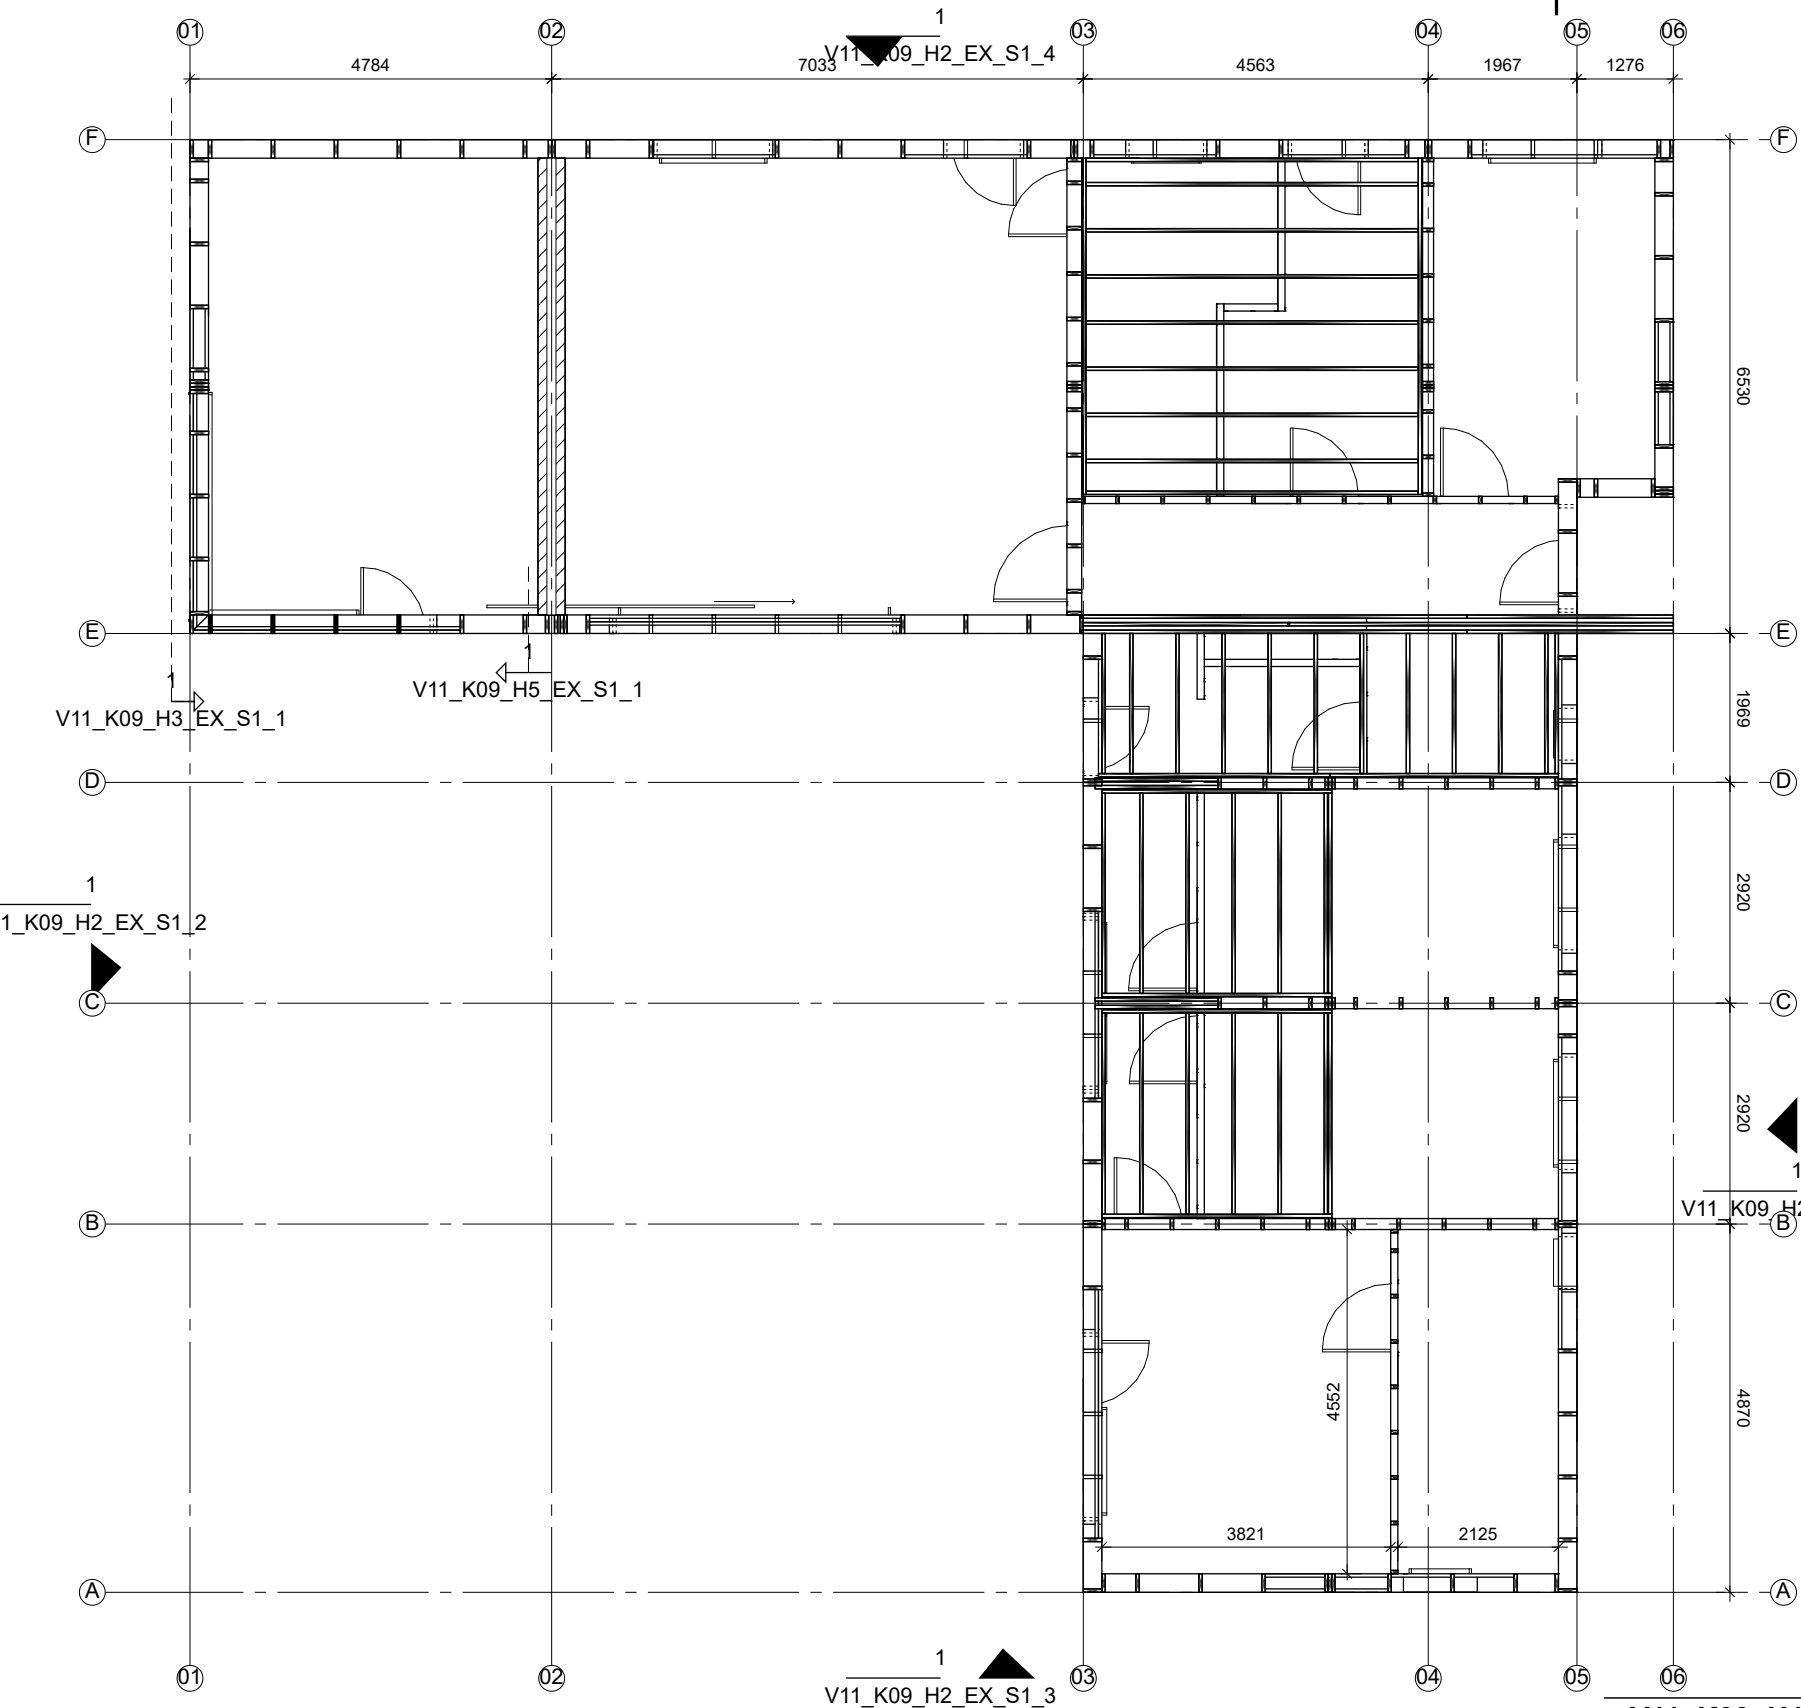 1
V11_K09_H2_EX_S1_4
01 02 03 04 05 06
4784 7033 4563 1967 1276
F F
6530
E E
1
V11_K09_H5_EX_S1_1
1
V11_K09_H3_EX_S1_1
1969
D D
1
1_K09_H2_EX_S1_2
2920
C C
2920
1
V11_K09_H2
B B
4552
4870
3821 2125
A A
1
V11_K09_H2_EX_S1_3
01 02 03 04 05 06